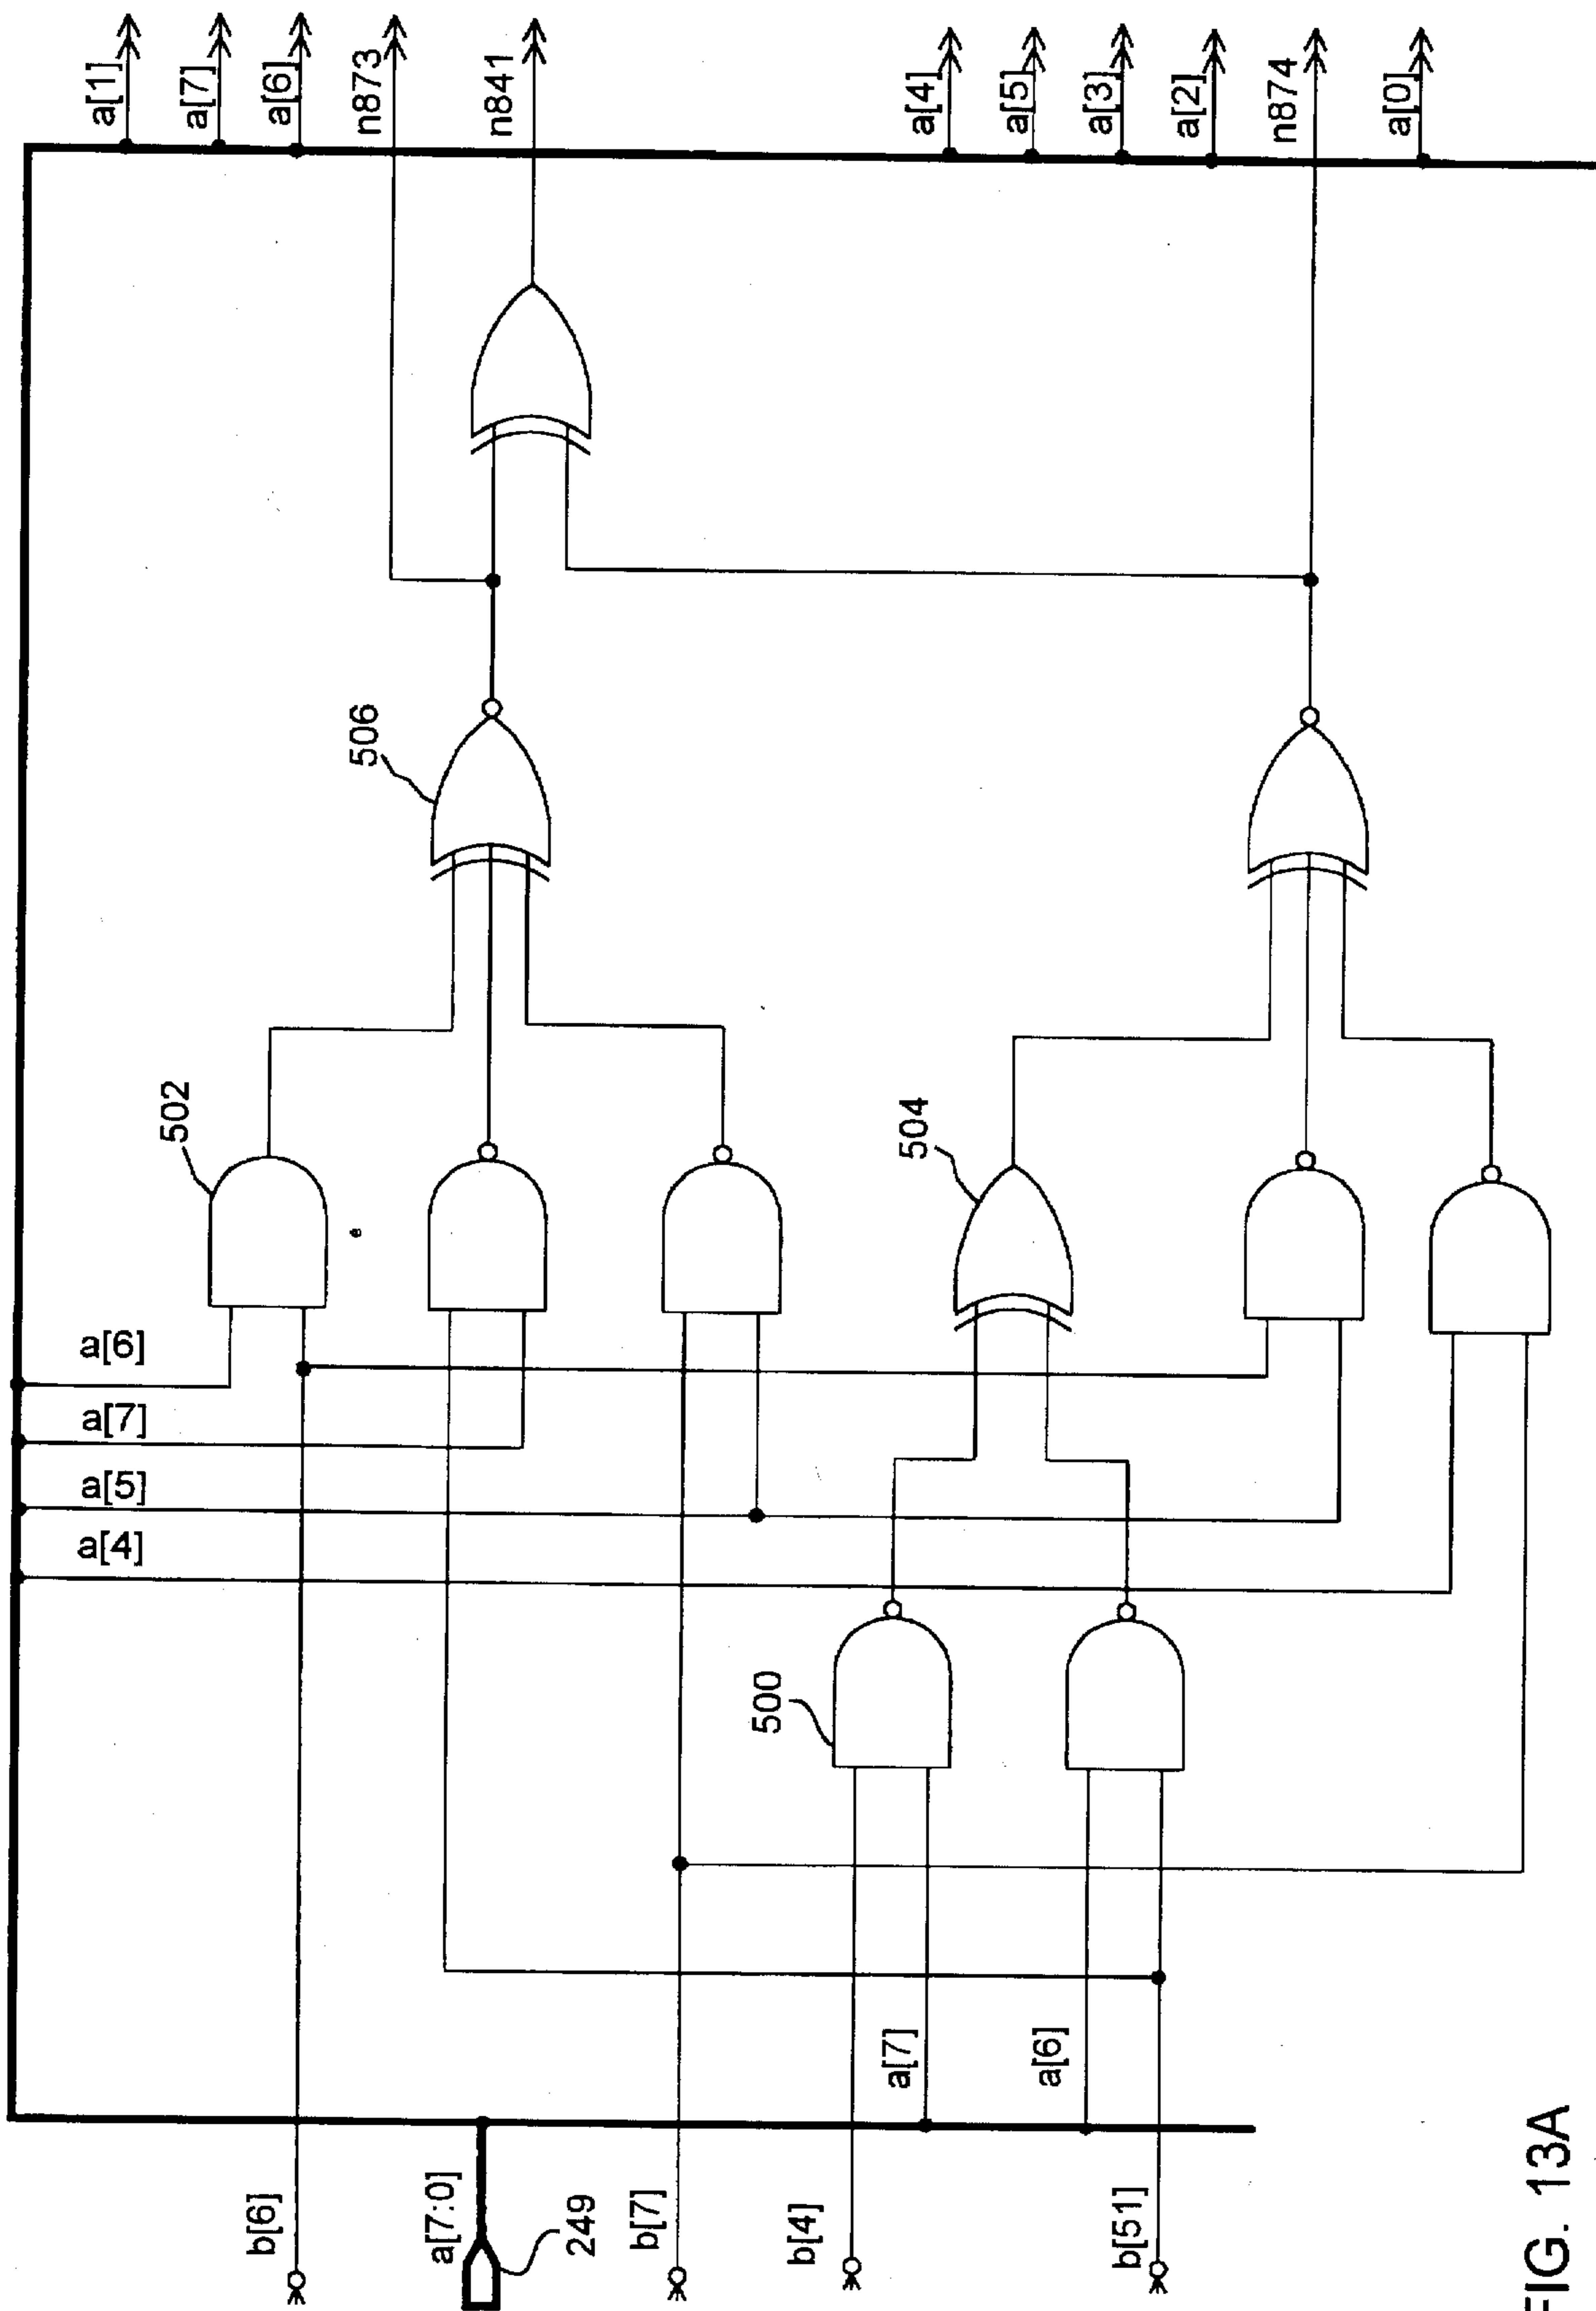 b[6]
a[7:0]
249
b[7]
b[4]
b[51]
a[7]
a[6]
500
a[6]
a[7]
a[5]
a[4]
502
504
506
a[1]
a[7]
a[6]
n873
n841
a[4]
a[5]
a[3]
a[2]
n874
a[0]
FIG. 13A